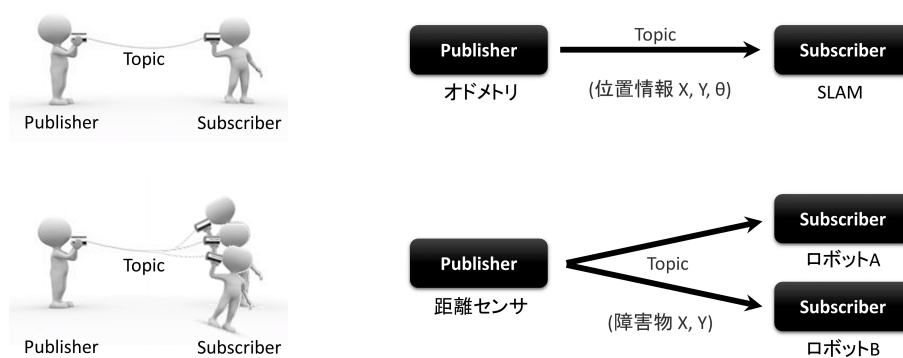 Topic
Publisher
Subscriber
Publisher
Topic
Subscriber
オドメトリ
(位置情報 X, Y, θ)
SLAM
Topic
Publisher
Subscriber
Subscriber
ロボットA
Publisher
Topic
距離センサ
(障害物 X, Y)
Subscriber
ロボットB